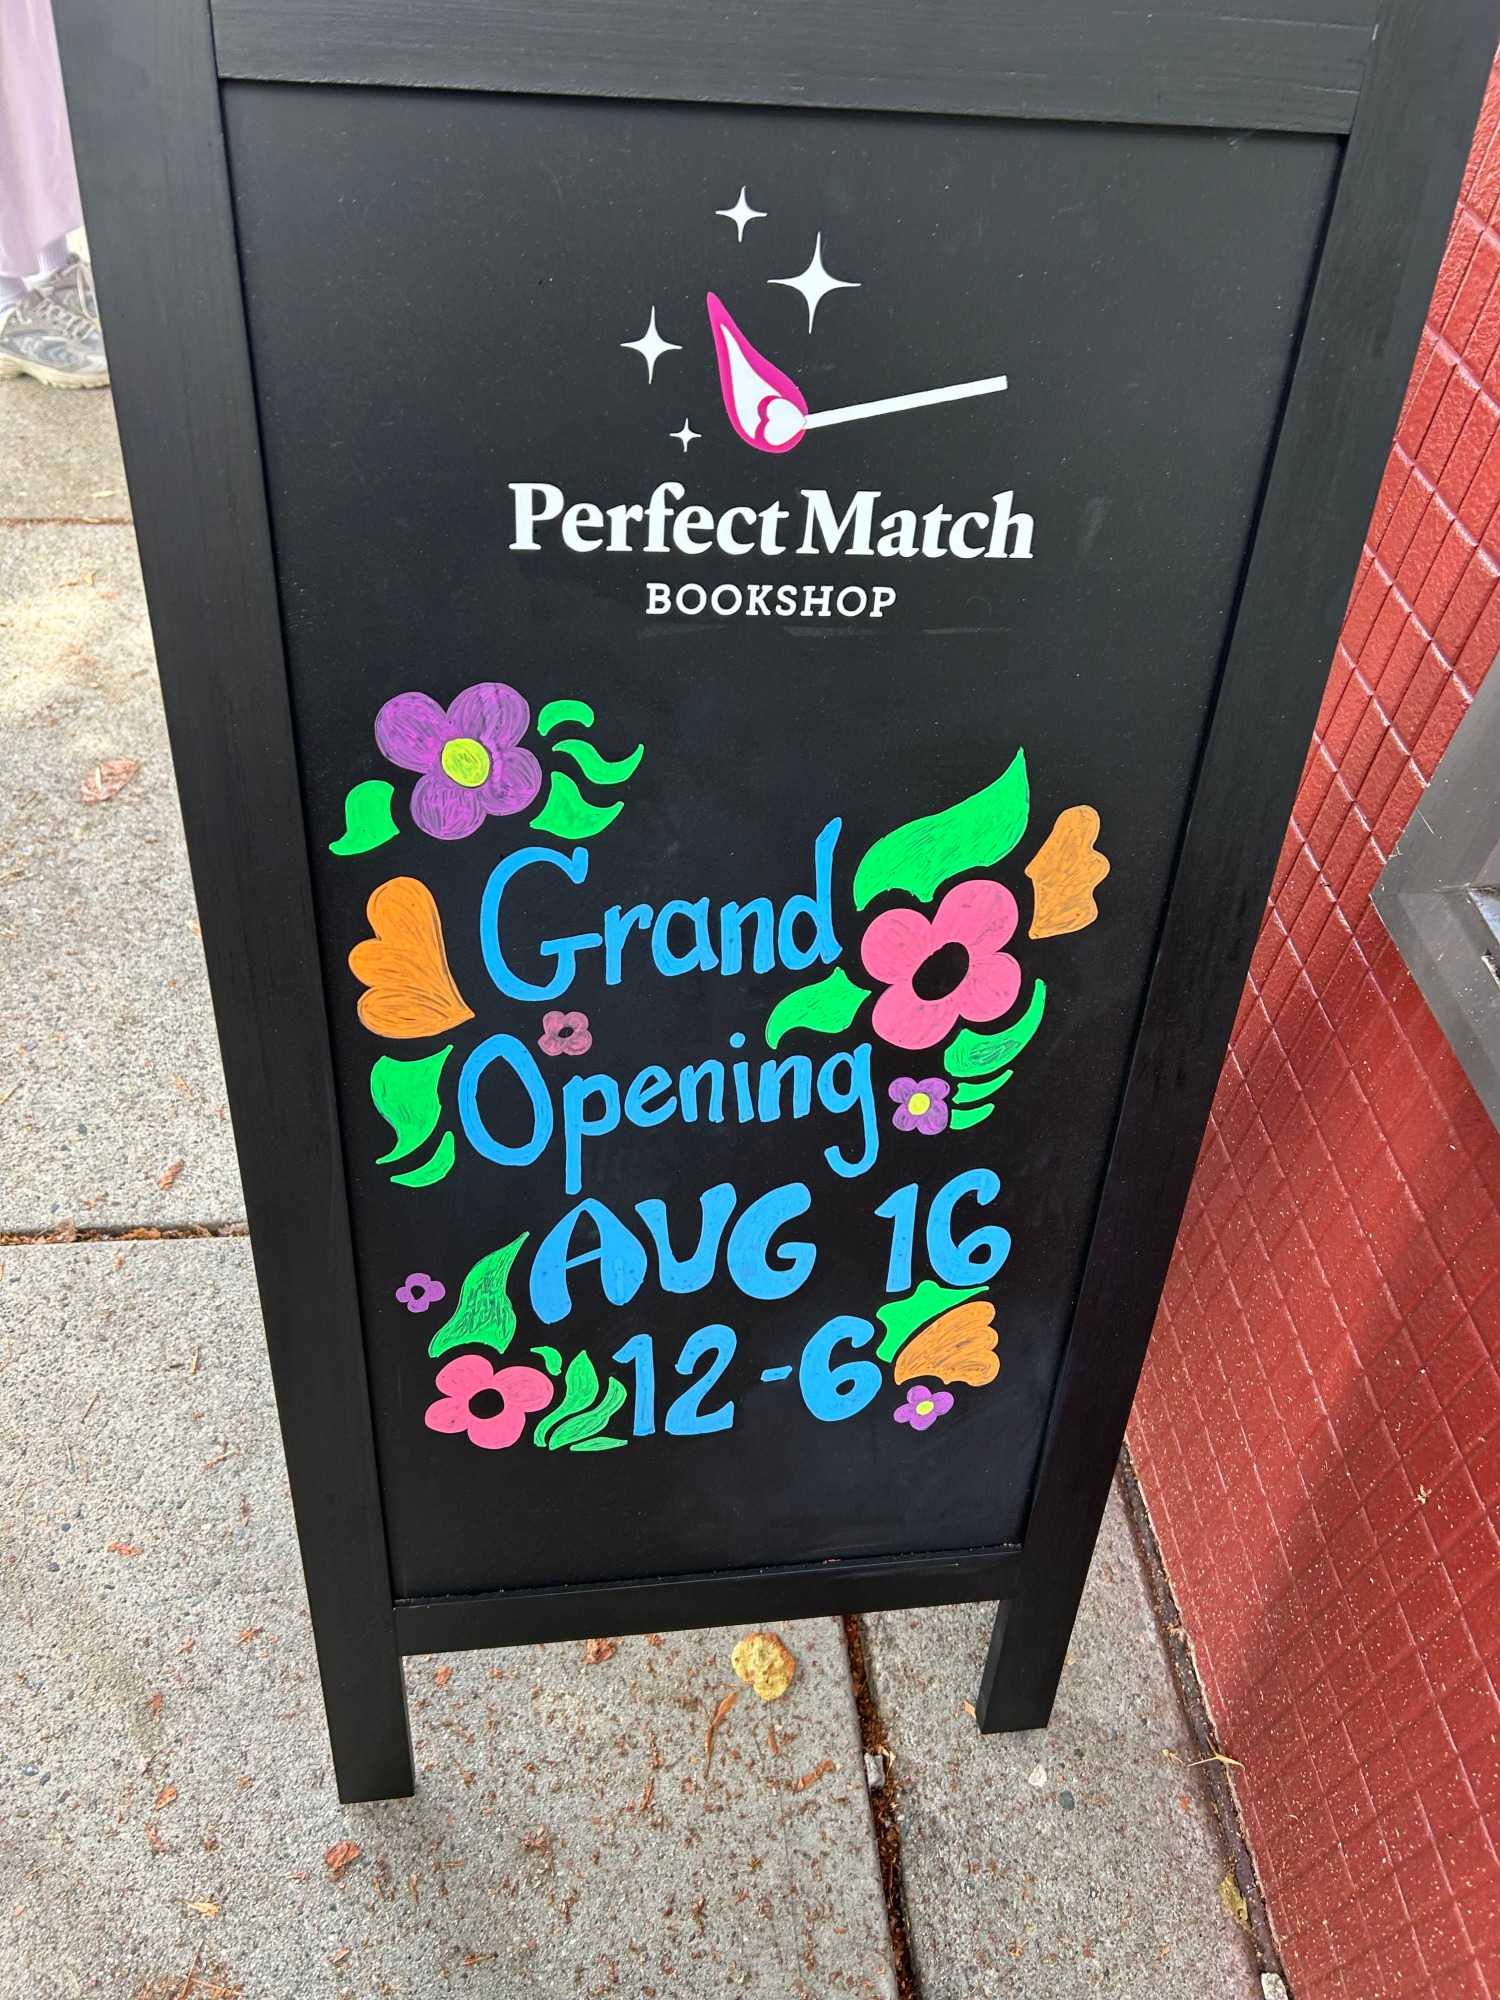 Perfect Match
BOOKSHOP
Grand
Opening
AUG 16
12-6